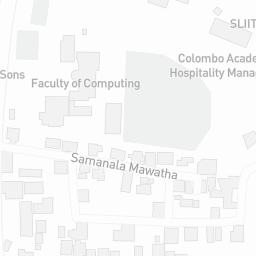 SLIIT
Colombo Acade
Hospitality Manag
Sons
Faculty of Computing
Samanala Mawatha